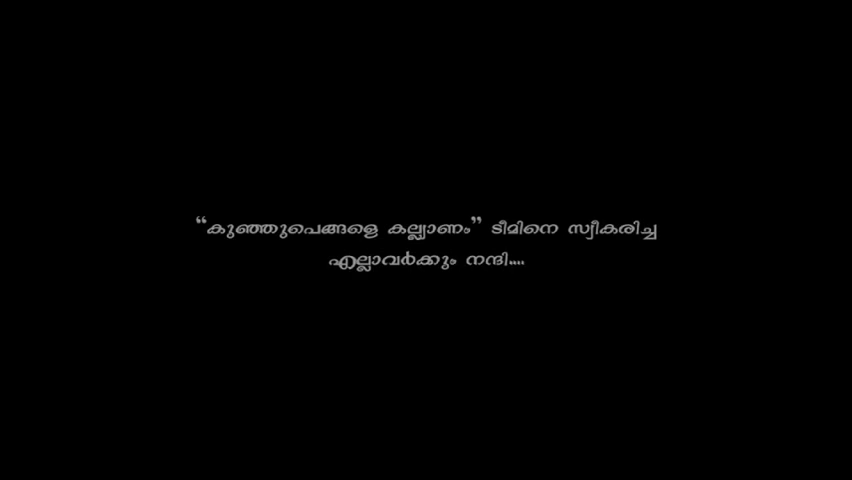 “കുഞ്ഞുപെങ്ങളെ കല്ല്യാണം” ടീമിനെ സ്വീകരിച്ച
എല്ലാവർക്കും നന്ദി....